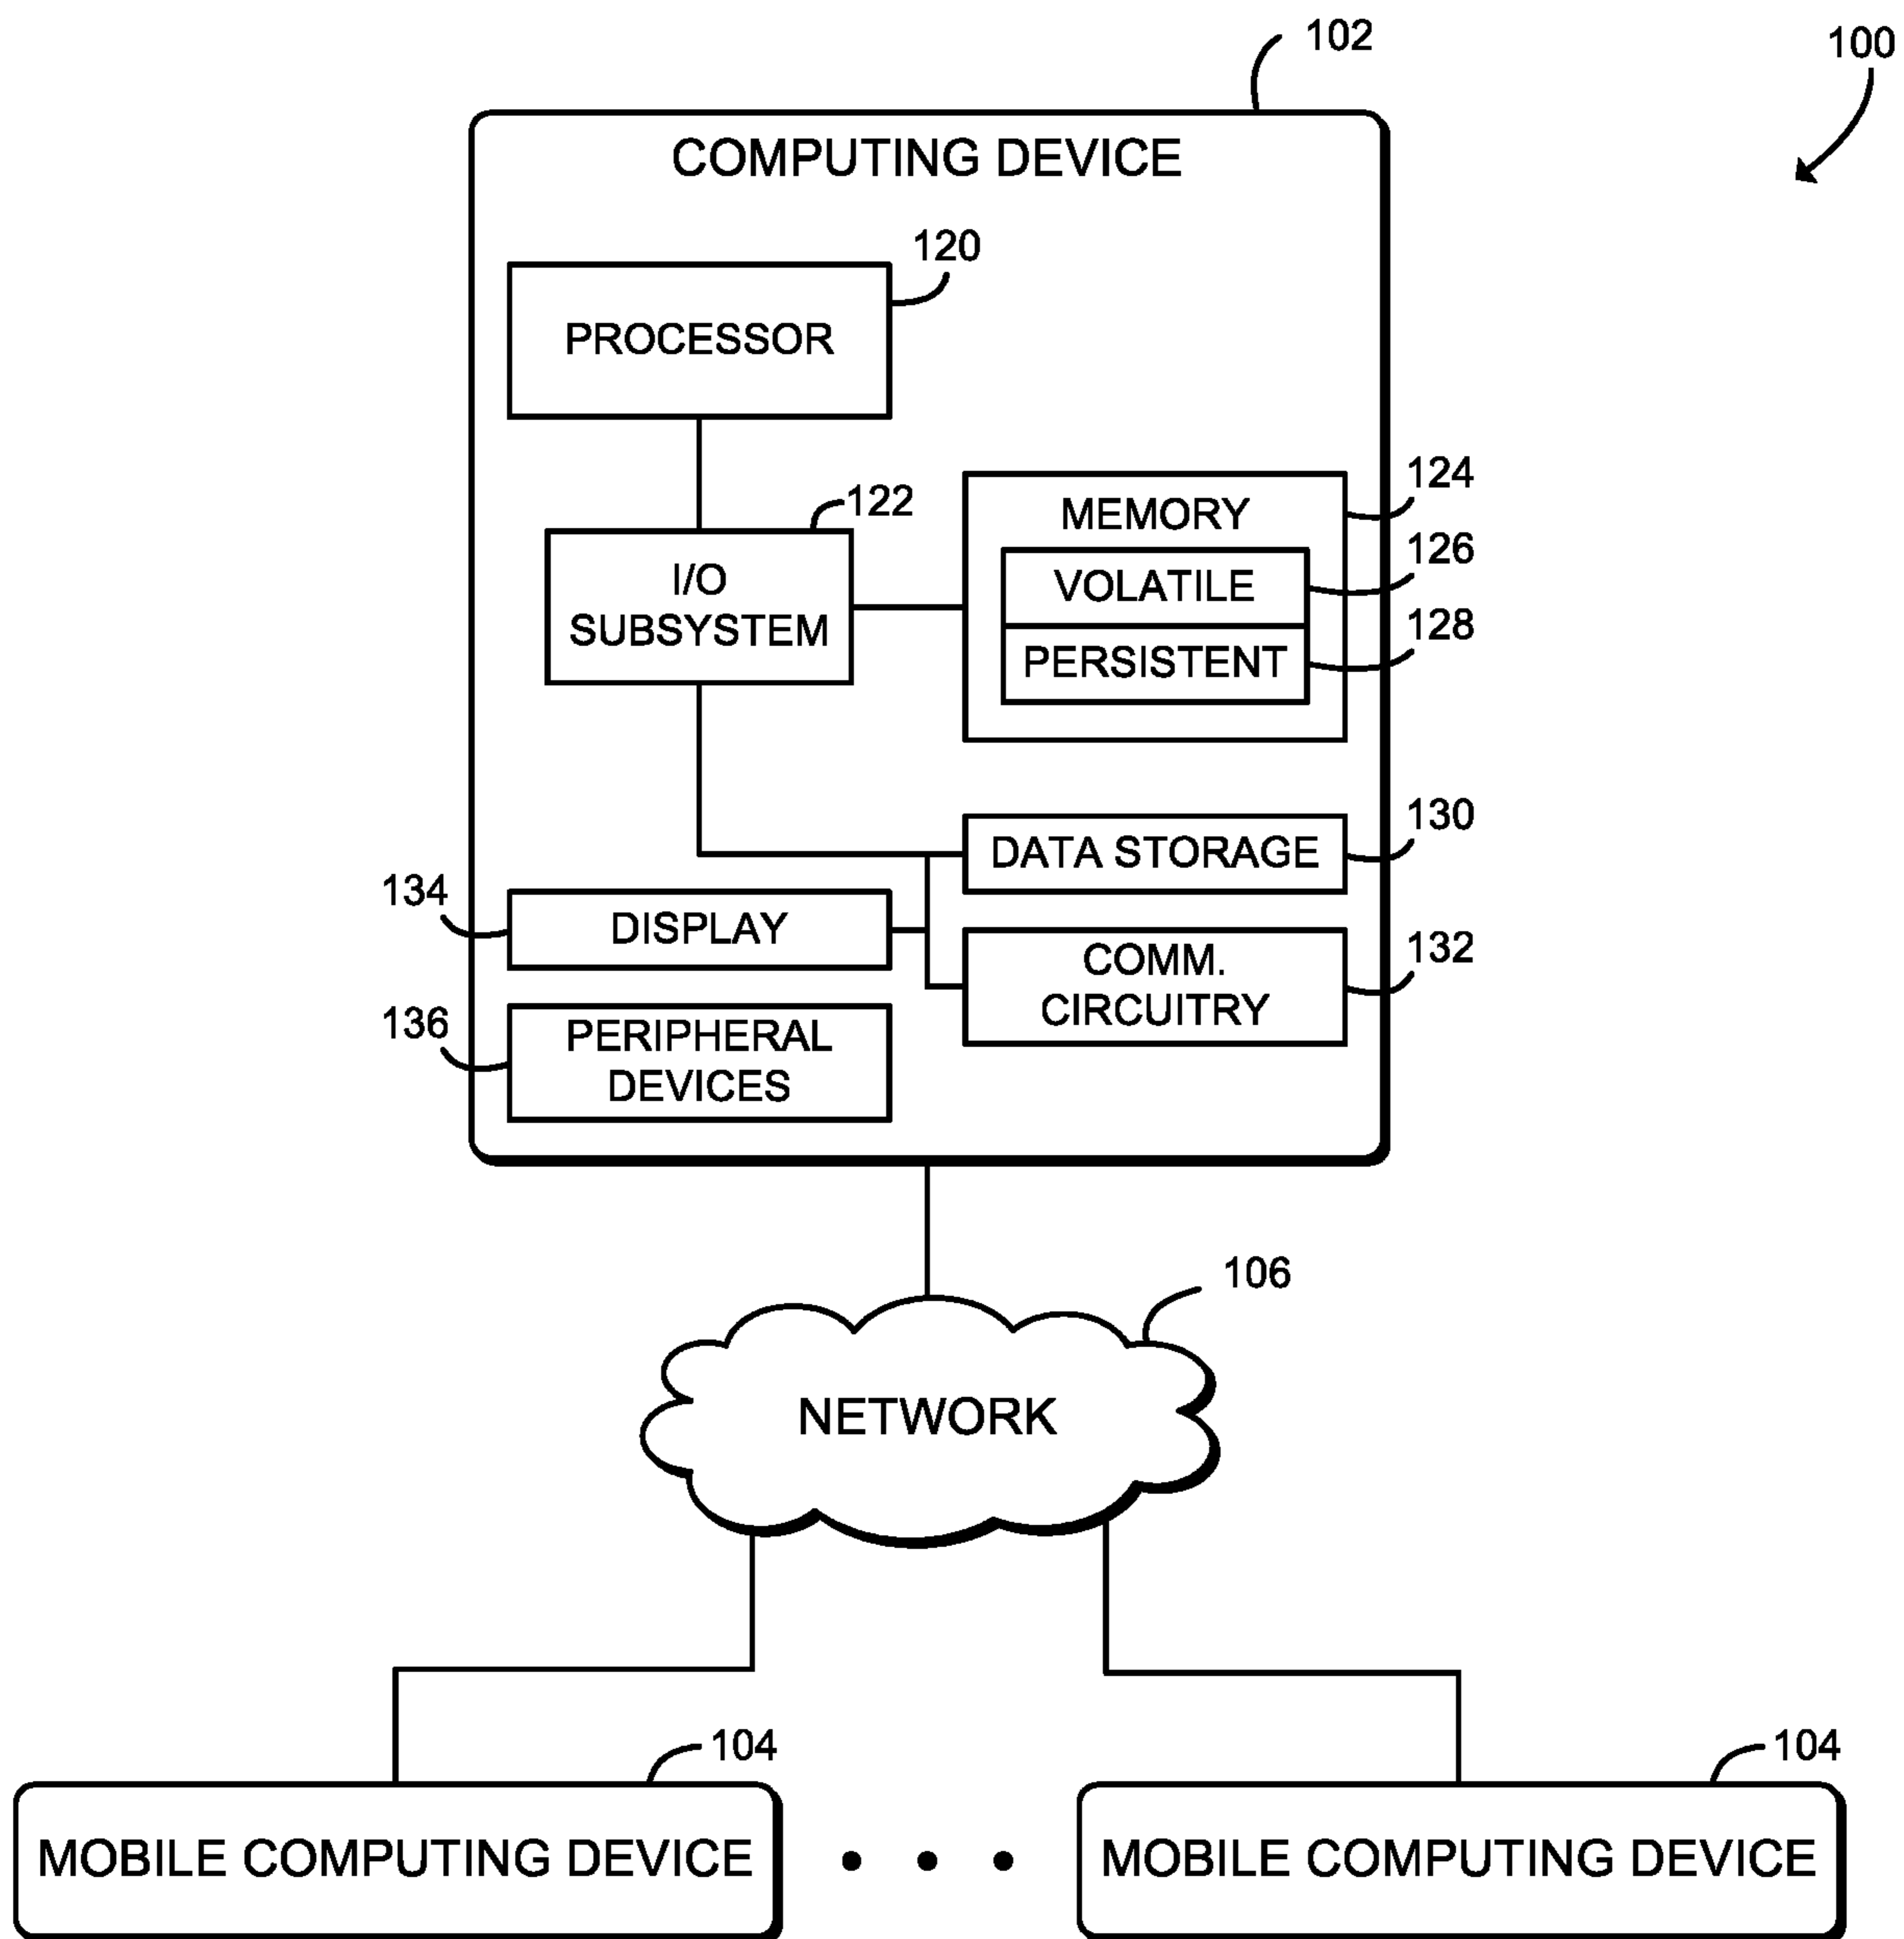 102
100
COMPUTING DEVICE
120
PROCESSOR
122
I/O
SUBSYSTEM
124
MEMORY
126
VOLATILE
128
PERSISTENT
130
DATA STORAGE
134
DISPLAY
132
COMM.
CIRCUITRY
136
PERIPHERAL
DEVICES
106
NETWORK
104
MOBILE COMPUTING DEVICE
• • •
104
MOBILE COMPUTING DEVICE